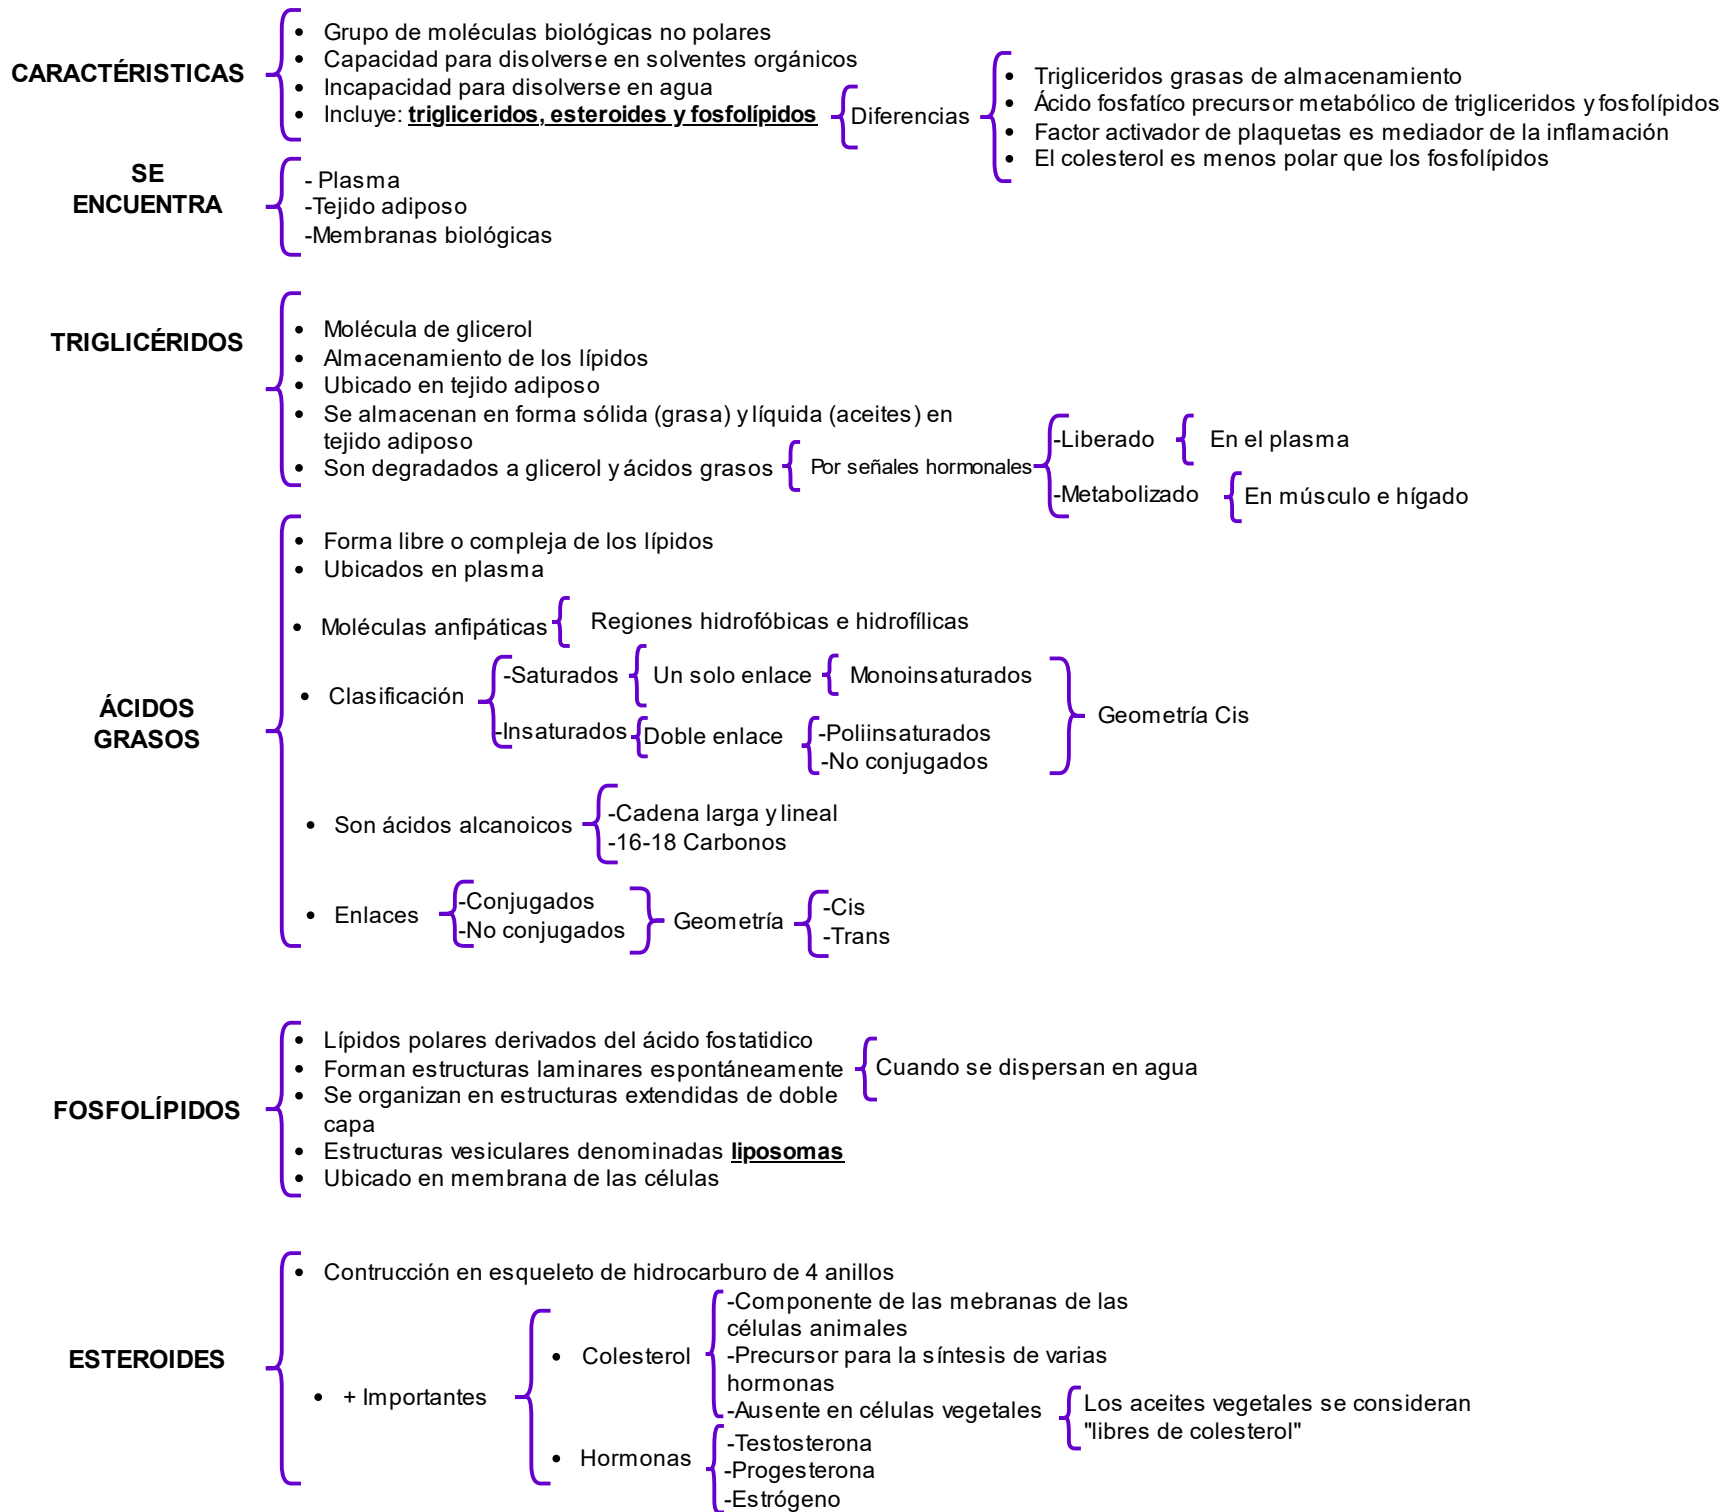 CARACTÉRISTICAS
• Grupo de moléculas biológicas no polares
• Capacidad para disolverse en solventes orgánicos
• Incapacidad para disolverse en agua
• Incluye: trigliceridos, esteroides y fosfolípidos
Diferencias
• Trigliceridos grasas de almacenamiento
• Ácido fosfatíco precursor metabólico de trigliceridos y fosfolípidos
• Factor activador de plaquetas es mediador de la inflamación
• El colesterol es menos polar que los fosfolípidos
SE
ENCUENTRA
- Plasma
-Tejido adiposo
-Membranas biológicas
TRIGLICÉRIDOS
• Molécula de glicerol
• Almacenamiento de los lípidos
• Ubicado en tejido adiposo
• Se almacenan en forma sólida (grasa) y líquida (aceites) en
tejido adiposo
• Son degradados a glicerol y ácidos grasos
Por señales hormonales
-Liberado
En el plasma
-Metabolizado
En músculo e hígado
ÁCIDOS
GRASOS
• Forma libre o compleja de los lípidos
• Ubicados en plasma
• Moléculas anfipáticas
Regiones hidrofóbicas e hidrofílicas
• Clasificación
-Saturados
Un solo enlace
Monoinsaturados
-Insaturados
Doble enlace
-Poliinsaturados
-No conjugados
Geometría Cis
• Son ácidos alcanoicos
-Cadena larga y lineal
-16-18 Carbonos
• Enlaces
-Conjugados
-No conjugados
Geometría
-Cis
-Trans
FOSFOLÍPIDOS
• Lípidos polares derivados del ácido fostatidico
• Forman estructuras laminares espontáneamente
Cuando se dispersan en agua
• Se organizan en estructuras extendidas de doble
capa
• Estructuras vesiculares denominadas liposomas
• Ubicado en membrana de las células
ESTEROIDES
• Contrucción en esqueleto de hidrocarburo de 4 anillos
• + Importantes
• Colesterol
-Componente de las mebranas de las
células animales
-Precursor para la síntesis de varias
hormonas
-Ausente en células vegetales
Los aceites vegetales se consideran
"libres de colesterol"
• Hormonas
-Testosterona
-Progesterona
-Estrógeno